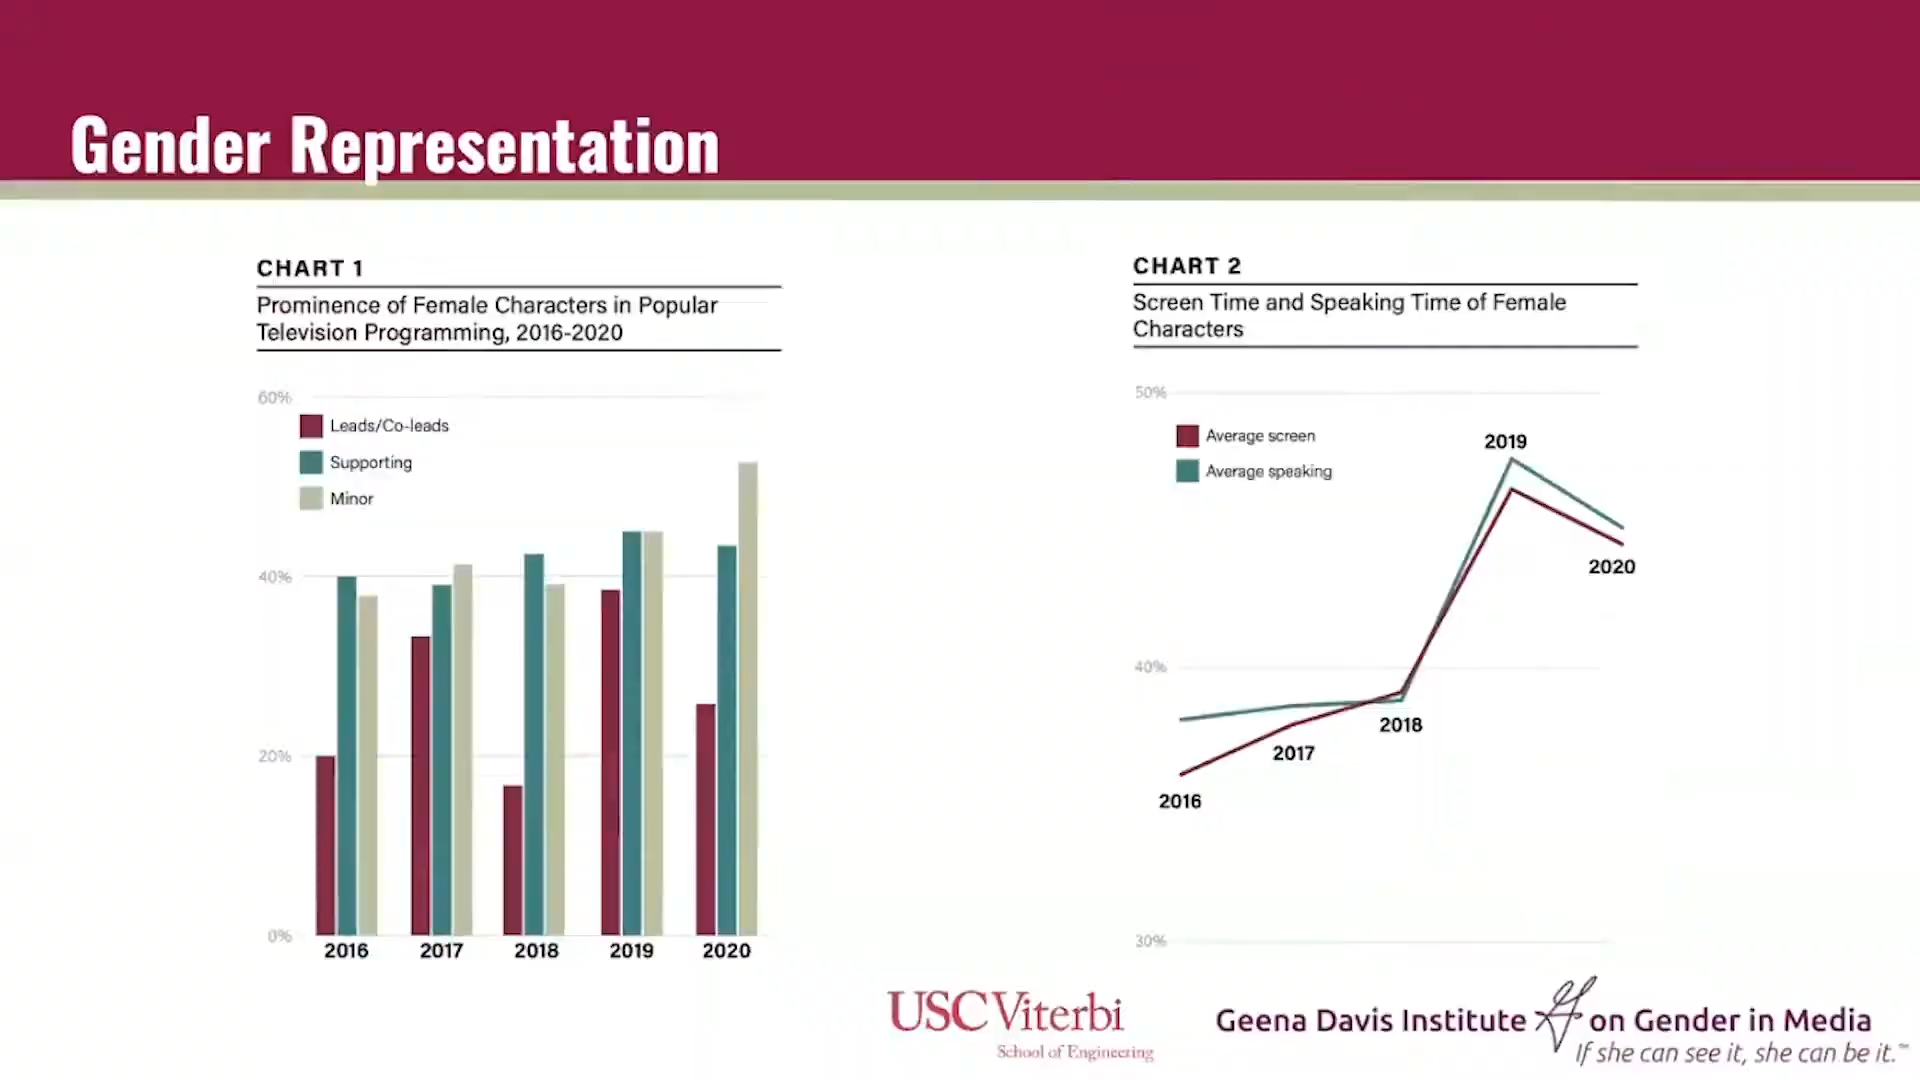 Gender Representation
CHART 1
Prominence of Female Characters in Popular
Television Programming, 2016-2020
60%
Leads/Co-leads
Supporting
Minor
40%
20%
0%
2016 2017 2018 2019 2020
CHART 2
Screen Time and Speaking Time of Female
Characters
50%
Average screen
Average speaking
2019
2020
40%
2018
2017
2016
30%
USC Viterbi
School of Engineering
Geena Davis Institute on Gender in Media
If she can see it, she can be it.™